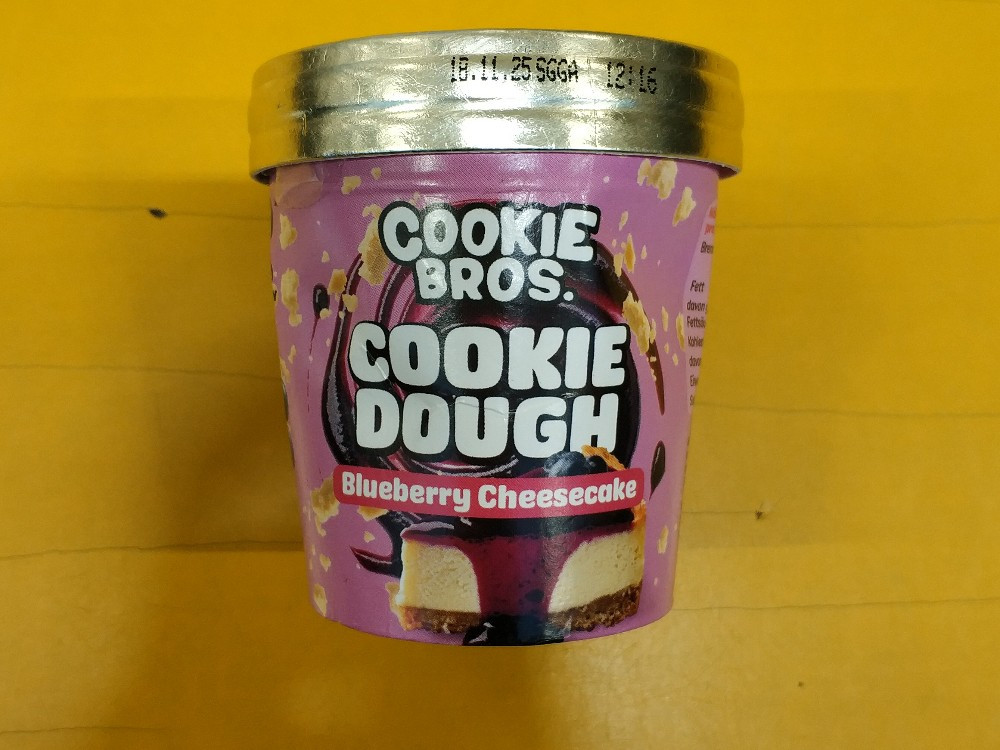 18.11.25 SGGA 12:16
COOKIE
BROS.
COOKIE
DOUGH
Blueberry Cheesecake
Fett
davon